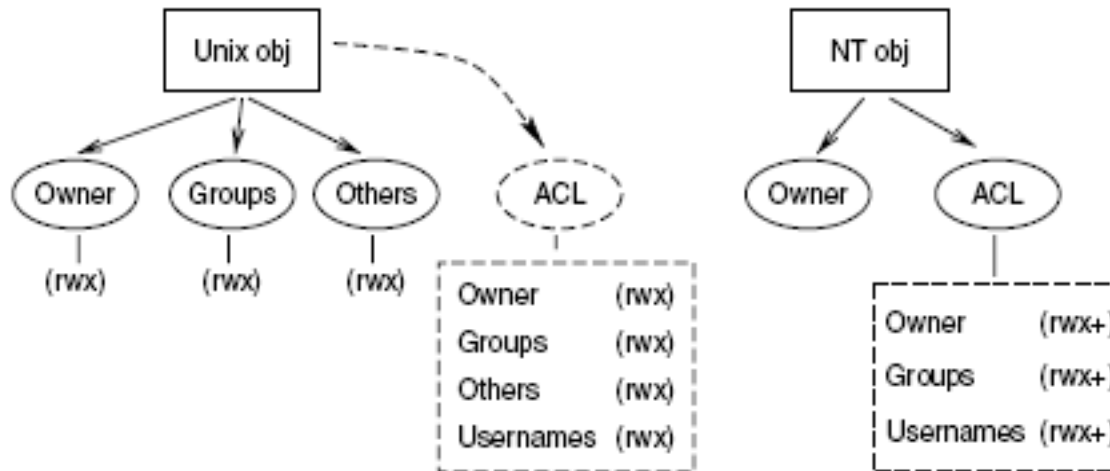 Unix obj
NT obj
Owner
Groups
Others
ACL
Owner
ACL
(rwx)
(rwx)
(rwx)
Owner (rwx)
Groups (rwx)
Others (rwx)
Usernames (rwx)
Owner (rwx+)
Groups (rwx+)
Usernames (rwx+)